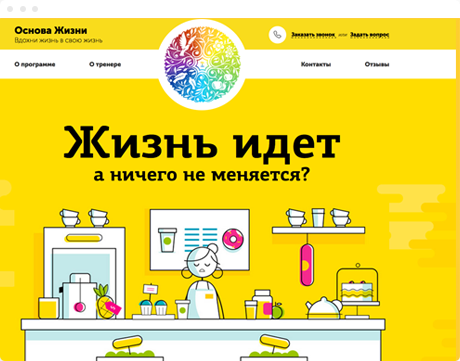 Основа Жизни
Вдохни жизнь в свою жизнь
Заказать звонок или Задать вопрос
О программе
О тренере
Контакты
Отзывы
Жизнь идет
а ничего не меняется?